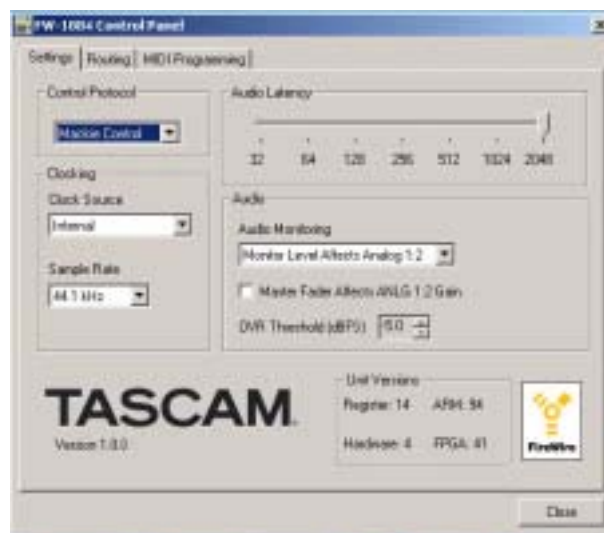 FW-1884 Control Panel
Settings Routing MIDI Programming
Control Protocol
Mackie Control
Audio Latency
32 64 128 256 512 1024 2048
Clocking
Clock Source
Internal
Sample Rate
44.1 kHz
Audio
Audio Monitoring
Monitor Level Affects Analog 1:2
Master Fader Affects ANLG 1:2 Gain
OVR Threshold (dBFS)
TASCAM
Version 1.0.0
Unit Versions
Register: 14 ARM: 94
Hardware: 4 FPGA: 41
FireWire
Close